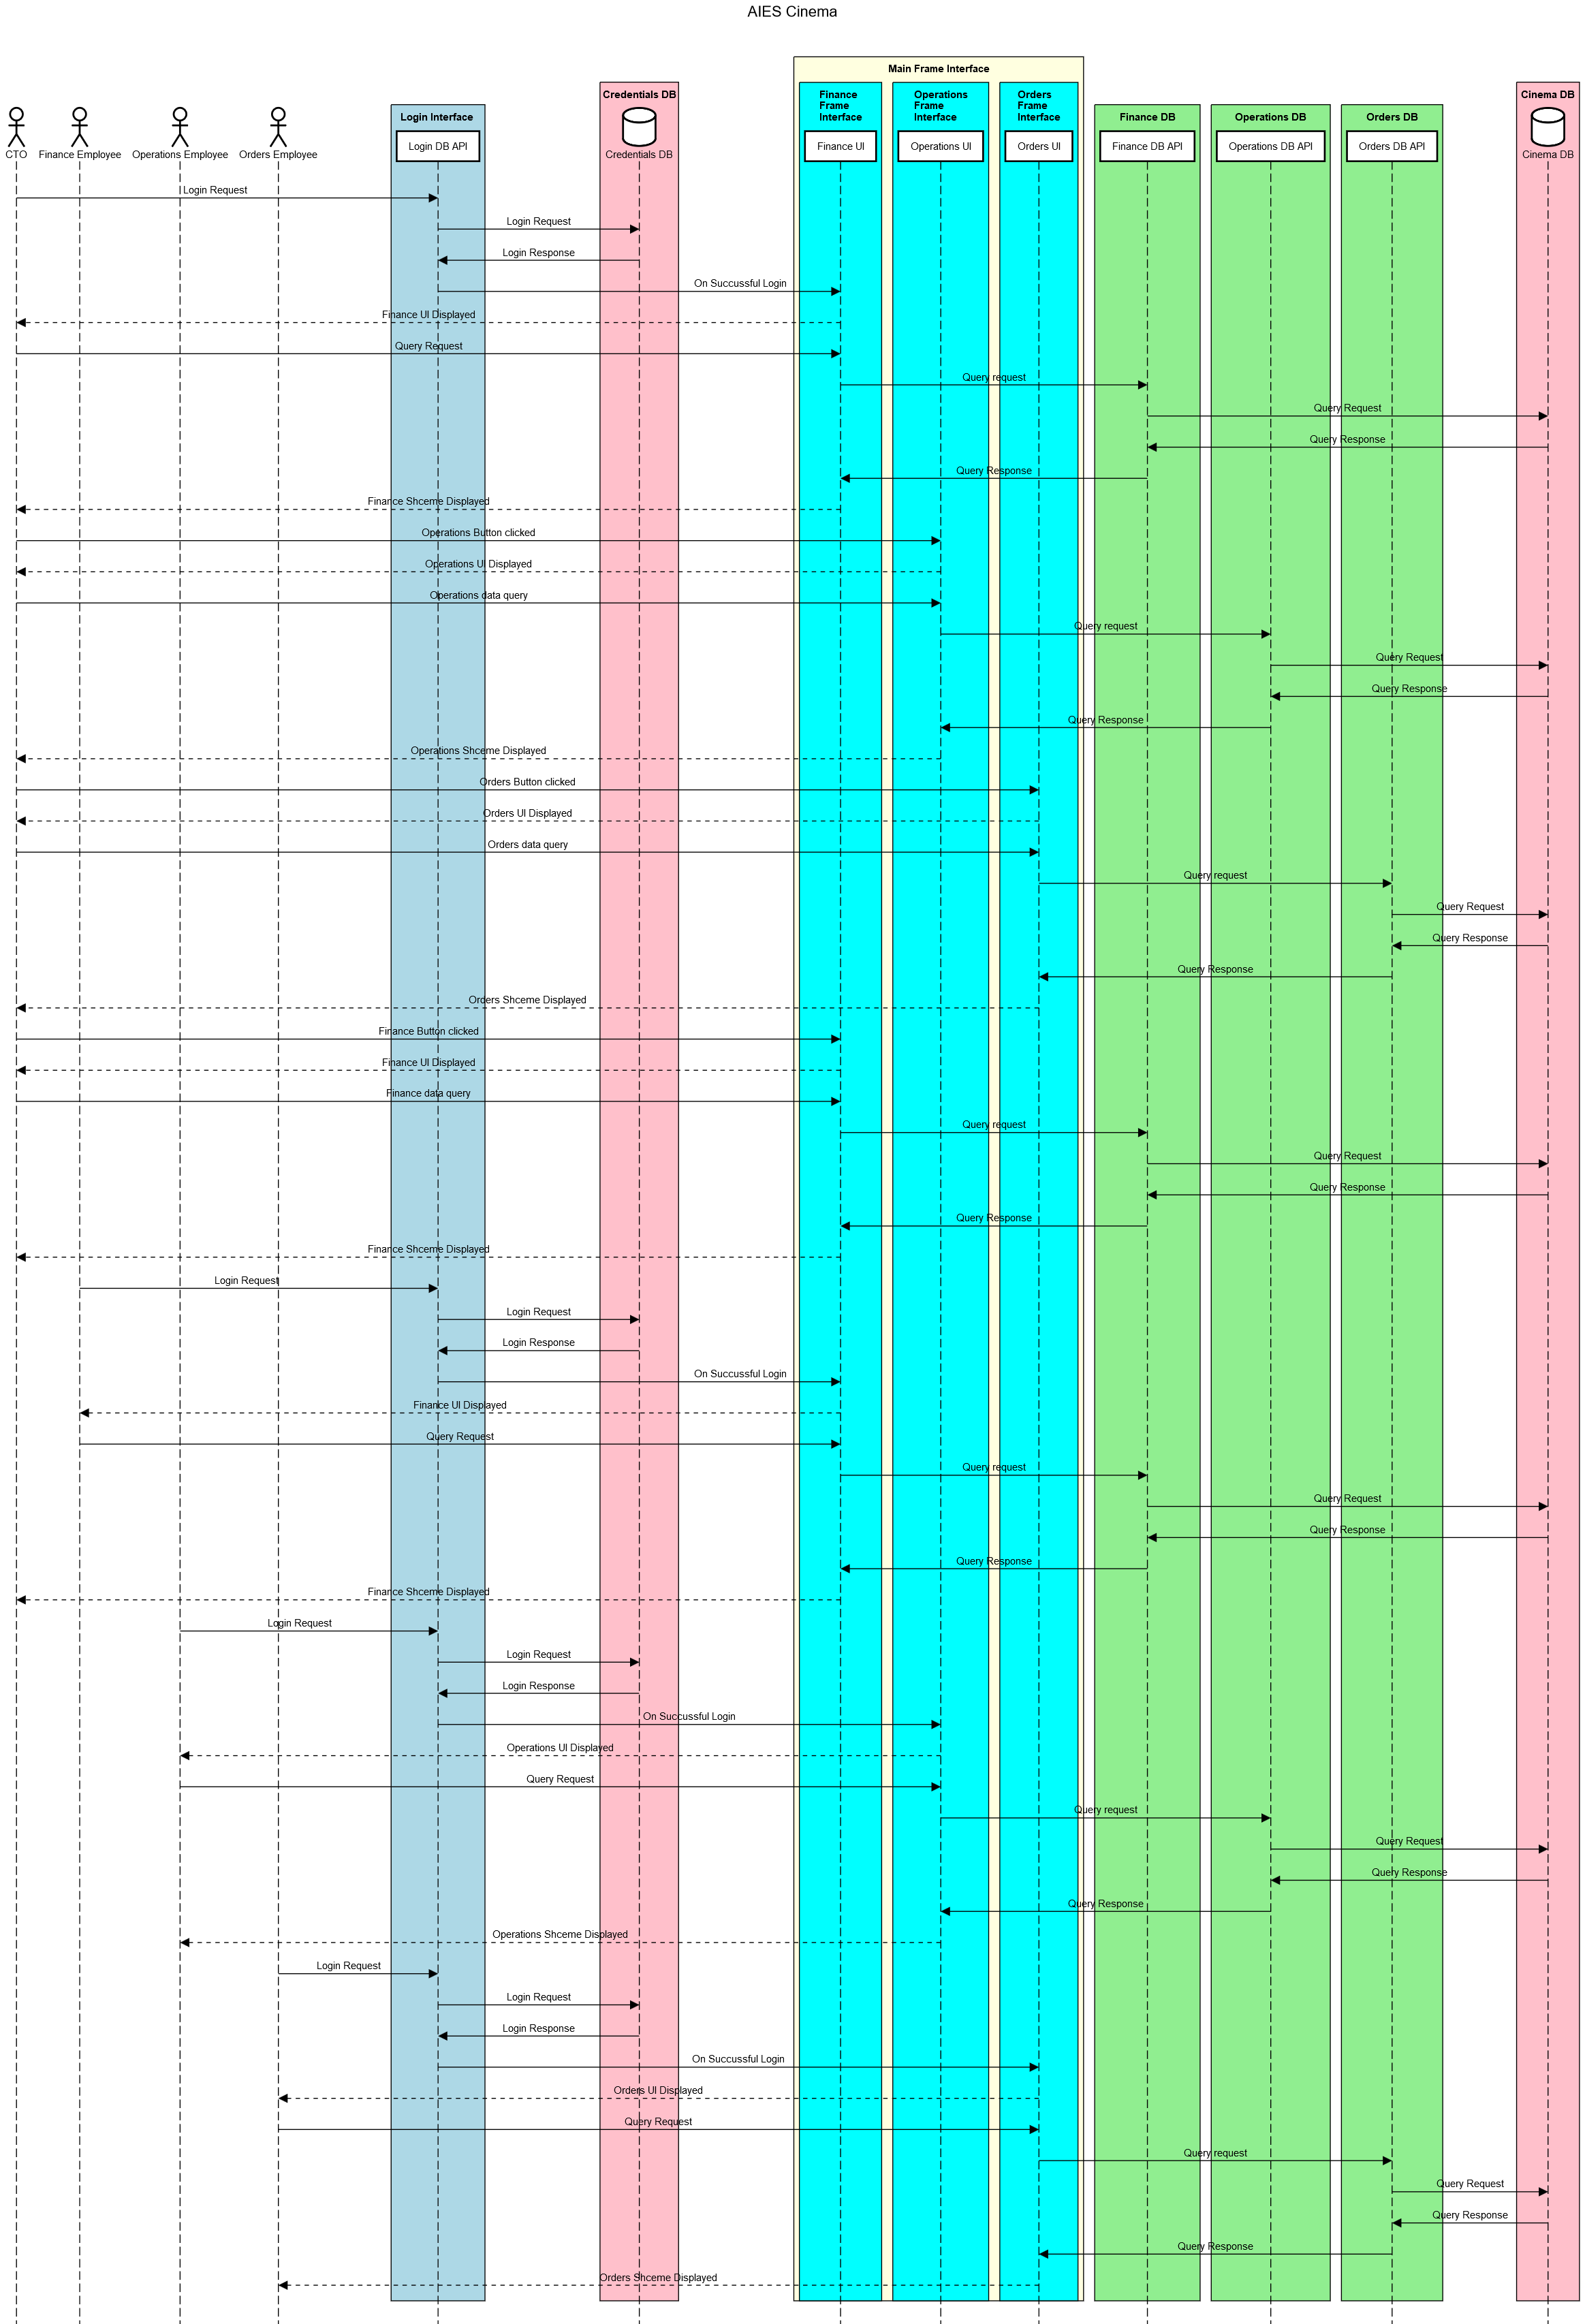 AIES Cinema
Main Frame Interface
Credentials DB
Finance
Frame
Interface
Operations
Frame
Interface
Orders
Frame
Interface
Cinema DB
Login Interface
Finance DB
Operations DB
Orders DB
CTO
Finance Employee
Operations Employee
Orders Employee
Login DB API
Credentials DB
Finance UI
Operations UI
Orders UI
Finance DB API
Operations DB API
Orders DB API
Cinema DB
Login Request
Login Request
Login Response
On Succussful Login
Finance UI Displayed
Query Request
Query request
Query Request
Query Response
Query Response
Finance Shceme Displayed
Operations Button clicked
Operations UI Displayed
Operations data query
Query request
Query Request
Query Response
Query Response
Operations Shceme Displayed
Orders Button clicked
Orders UI Displayed
Orders data query
Query request
Query Request
Query Response
Query Response
Orders Shceme Displayed
Finance Button clicked
Finance UI Displayed
Finance data query
Query request
Query Request
Query Response
Query Response
Finance Shceme Displayed
Login Request
Login Request
Login Response
On Succussful Login
Finance UI Displayed
Query Request
Query request
Query Request
Query Response
Query Response
Finance Shceme Displayed
Login Request
Login Request
Login Response
On Succussful Login
Operations UI Displayed
Query Request
Query request
Query Request
Query Response
Query Response
Operations Shceme Displayed
Login Request
Login Request
Login Response
On Succussful Login
Orders UI Displayed
Query Request
Query request
Query Request
Query Response
Query Response
Orders Shceme Displayed